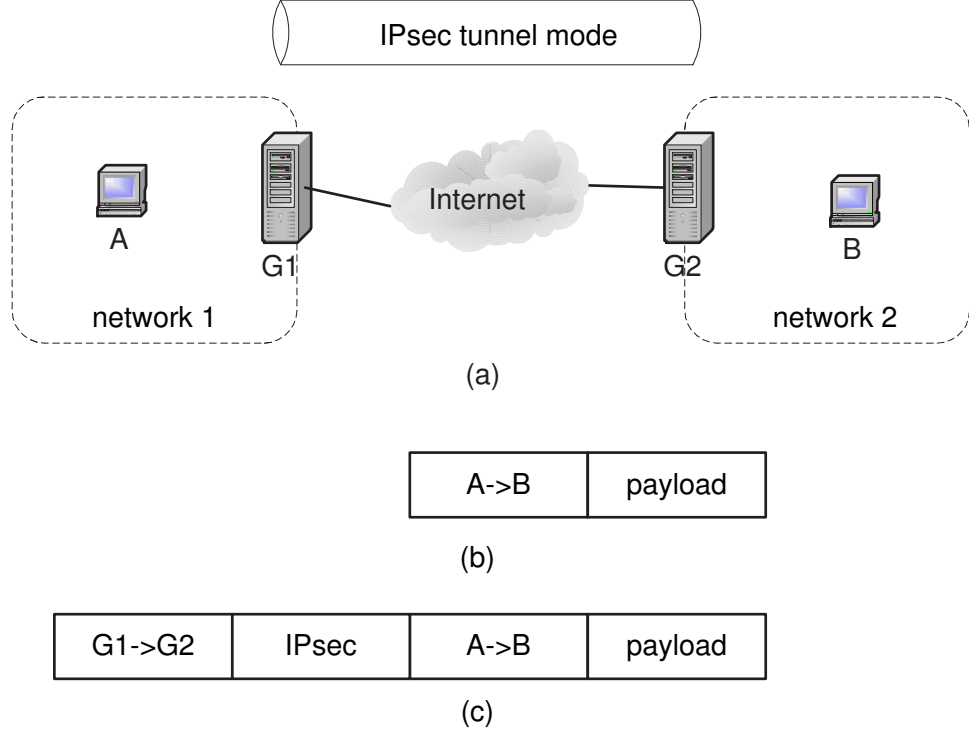 IPsec tunnel mode
Internet
A
G1
G2
B
network 1
network 2
(a)
A->B payload
(b)
G1->G2 IPsec A->B payload
(c)